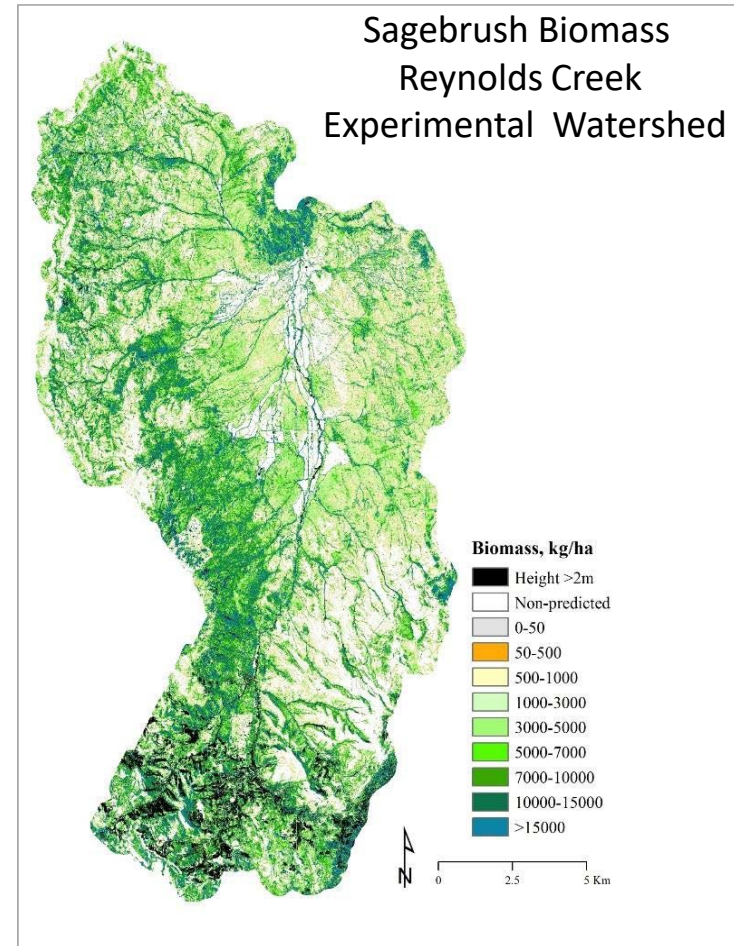 Sagebrush Biomass
Reynolds Creek
Experimental Watershed
Biomass, kg/ha
Height >2m
Non-predicted
0-50
50-500
500-1000
1000-3000
3000-5000
5000-7000
7000-10000
10000-15000
>15000
N
0 2.5 5 Km